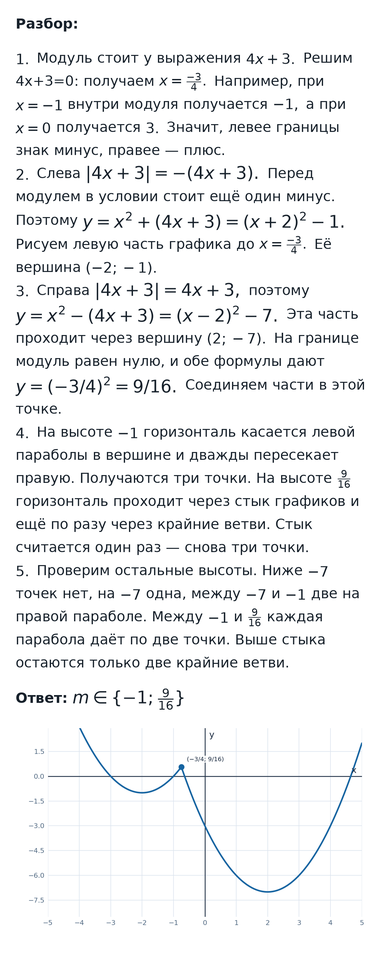 Разбор:
1. Модуль стоит у выражения 4x + 3. Решим
4x+3=0: получаем x = −3/4. Например, при
x = −1 внутри модуля получается −1, а при
x = 0 получается 3. Значит, левее границы
знак минус, правее — плюс.
2. Слева |4x + 3| = −(4x + 3). Перед
модулем в условии стоит ещё один минус.
Поэтому y = x² + (4x + 3) = (x + 2)² − 1.
Рисуем левую часть графика до x = −3/4. Её
вершина (−2; −1).
3. Справа |4x + 3| = 4x + 3, поэтому
y = x² − (4x + 3) = (x − 2)² − 7. Эта часть
проходит через вершину (2; −7). На границе
модуль равен нулю, и обе формулы дают
y = (−3/4)² = 9/16. Соединяем части в этой
точке.
4. На высоте −1 горизонталь касается левой
параболы в вершине и дважды пересекает
правую. Получаются три точки. На высоте 9/16
горизонталь проходит через стык графиков и
ещё по разу через крайние ветви. Стык
считается один раз — снова три точки.
5. Проверим остальные высоты. Ниже −7
точек нет, на −7 одна, между −7 и −1 две на
правой параболе. Между −1 и 9/16 каждая
парабола даёт по две точки. Выше стыка
остаются только две крайние ветви.
Ответ: m ∈ {−1; 9/16}
y
(−3/4; 9/16)
x
1.5
0.0
−1.5
−3.0
−4.5
−6.0
−7.5
−5 −4 −3 −2 −1 0 1 2 3 4 5